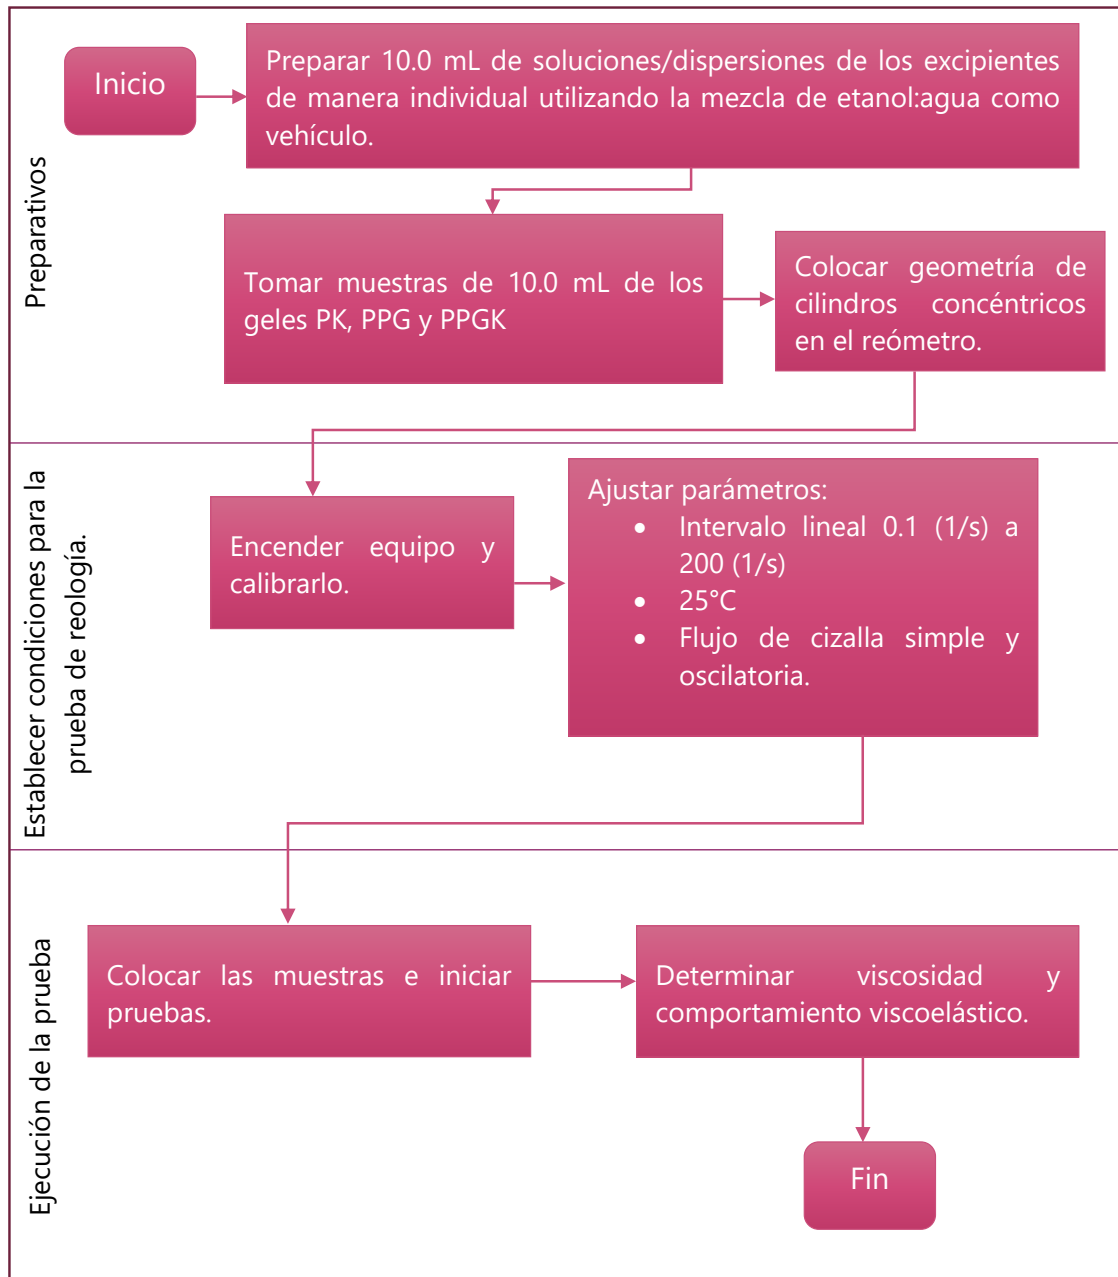 Preparativos
Inicio
Preparar 10.0 mL de soluciones/dispersiones de los excipientes
de manera individual utilizando la mezcla de etanol:agua como
vehículo.
Tomar muestras de 10.0 mL de los
geles PK, PPG y PPGK
Colocar geometría de
cilindros concéntricos
en el reómetro.
Establecer condiciones para la
prueba de reología.
Encender equipo y
calibrarlo.
Ajustar parámetros:
• Intervalo lineal 0.1 (1/s) a
200 (1/s)
• 25°C
• Flujo de cizalla simple y
oscilatoria.
Ejecución de la prueba
Colocar las muestras e iniciar
pruebas.
Determinar viscosidad y
comportamiento viscoelástico.
Fin